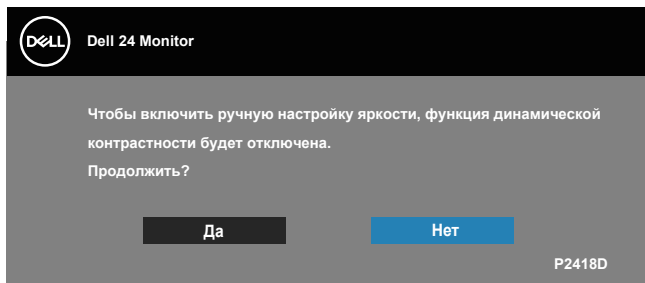 DELL
Dell 24 Monitor
Чтобы включить ручную настройку яркости, функция динамической
контрастности будет отключена.
Продолжить?
Да
Нет
P2418D